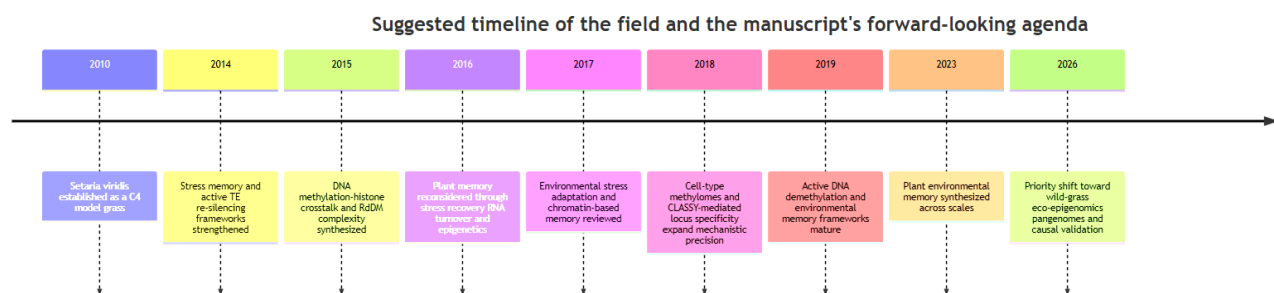 Suggested timeline of the field and the manuscript's forward-looking agenda
2010
2014
2015
2016
2017
2018
2019
2023
2026
Setaria viridis
established as a C4
model grass
Stress memory and
active TE
re-silencing
frameworks
strengthened
DNA
methylation-histone
crosstalk and RdDM
complexity
synthesized
Plant memory
reconsidered through
stress recovery RNA
turnover and
epigenetics
Environmental stress
adaptation and
chromatin-based
memory reviewed
Cell-type
methylomes and
CLASSY-mediated
locus specificity
expand mechanistic
precision
Active DNA
demethylation and
environmental
memory frameworks
mature
Plant environmental
memory synthesized
across scales
Priority shift toward
wild-grass
eco-epigenomics
pangenomes and
causal validation